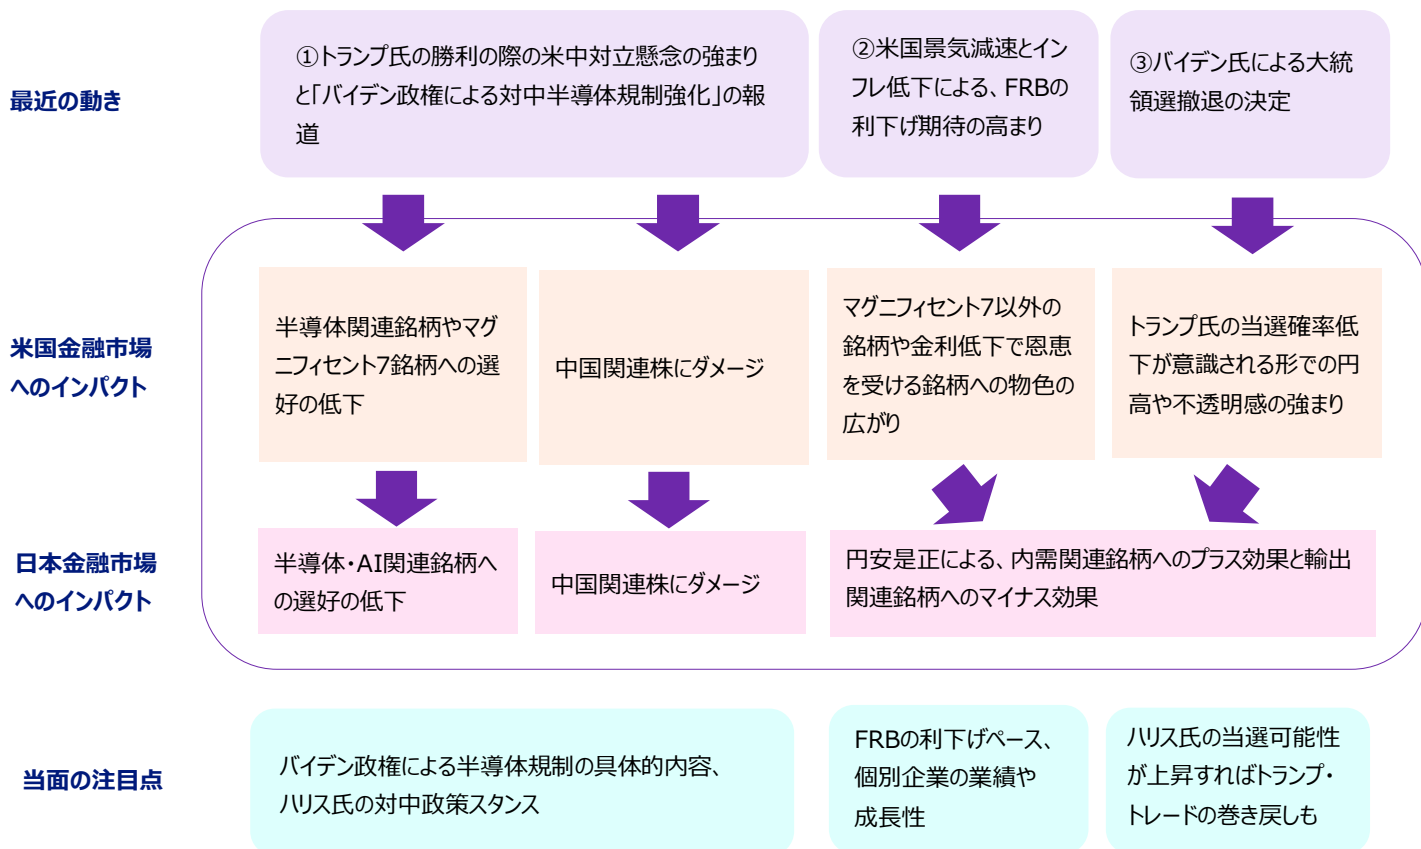 最近の動き
①トランプ氏の勝利の際の米中対立懸念の強まり
と「バイデン政権による対中半導体規制強化」の報
道
②米国景気減速とイン
フレ低下による、FRBの
利下げ期待の高まり
③バイデン氏による大統
領選撤退の決定
米国金融市場
へのインパクト
半導体関連銘柄やマグ
ニフィセント7銘柄への選
好の低下
中国関連株にダメージ
マグニフィセント7以外の
銘柄や金利低下で恩恵
を受ける銘柄への物色の
広がり
トランプ氏の当選確率低
下が意識される形での円
高や不透明感の強まり
日本金融市場
へのインパクト
半導体・AI関連銘柄へ
の選好の低下
中国関連株にダメージ
円安是正による、内需関連銘柄へのプラス効果と輸出
関連銘柄へのマイナス効果
当面の注目点
バイデン政権による半導体規制の具体的内容、
ハリス氏の対中政策スタンス
FRBの利下げペース、
個別企業の業績や
成長性
ハリス氏の当選可能性
が上昇すればトランプ・
トレードの巻き戻しも